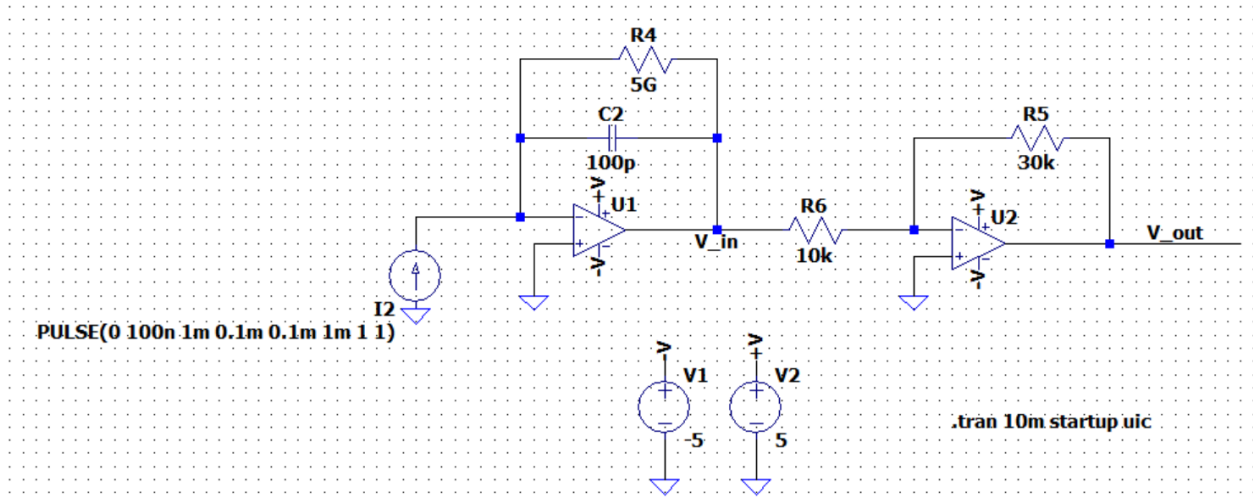 R4
5G
C2
100p
R5
30k
+V
U1
-V
V_in
R6
10k
+V
U2
-V
V_out
I2
PULSE(0 100n 1m 0.1m 0.1m 1m 1 1)
-V
V1
-5
+V
V2
5
.tran 10m startup uic